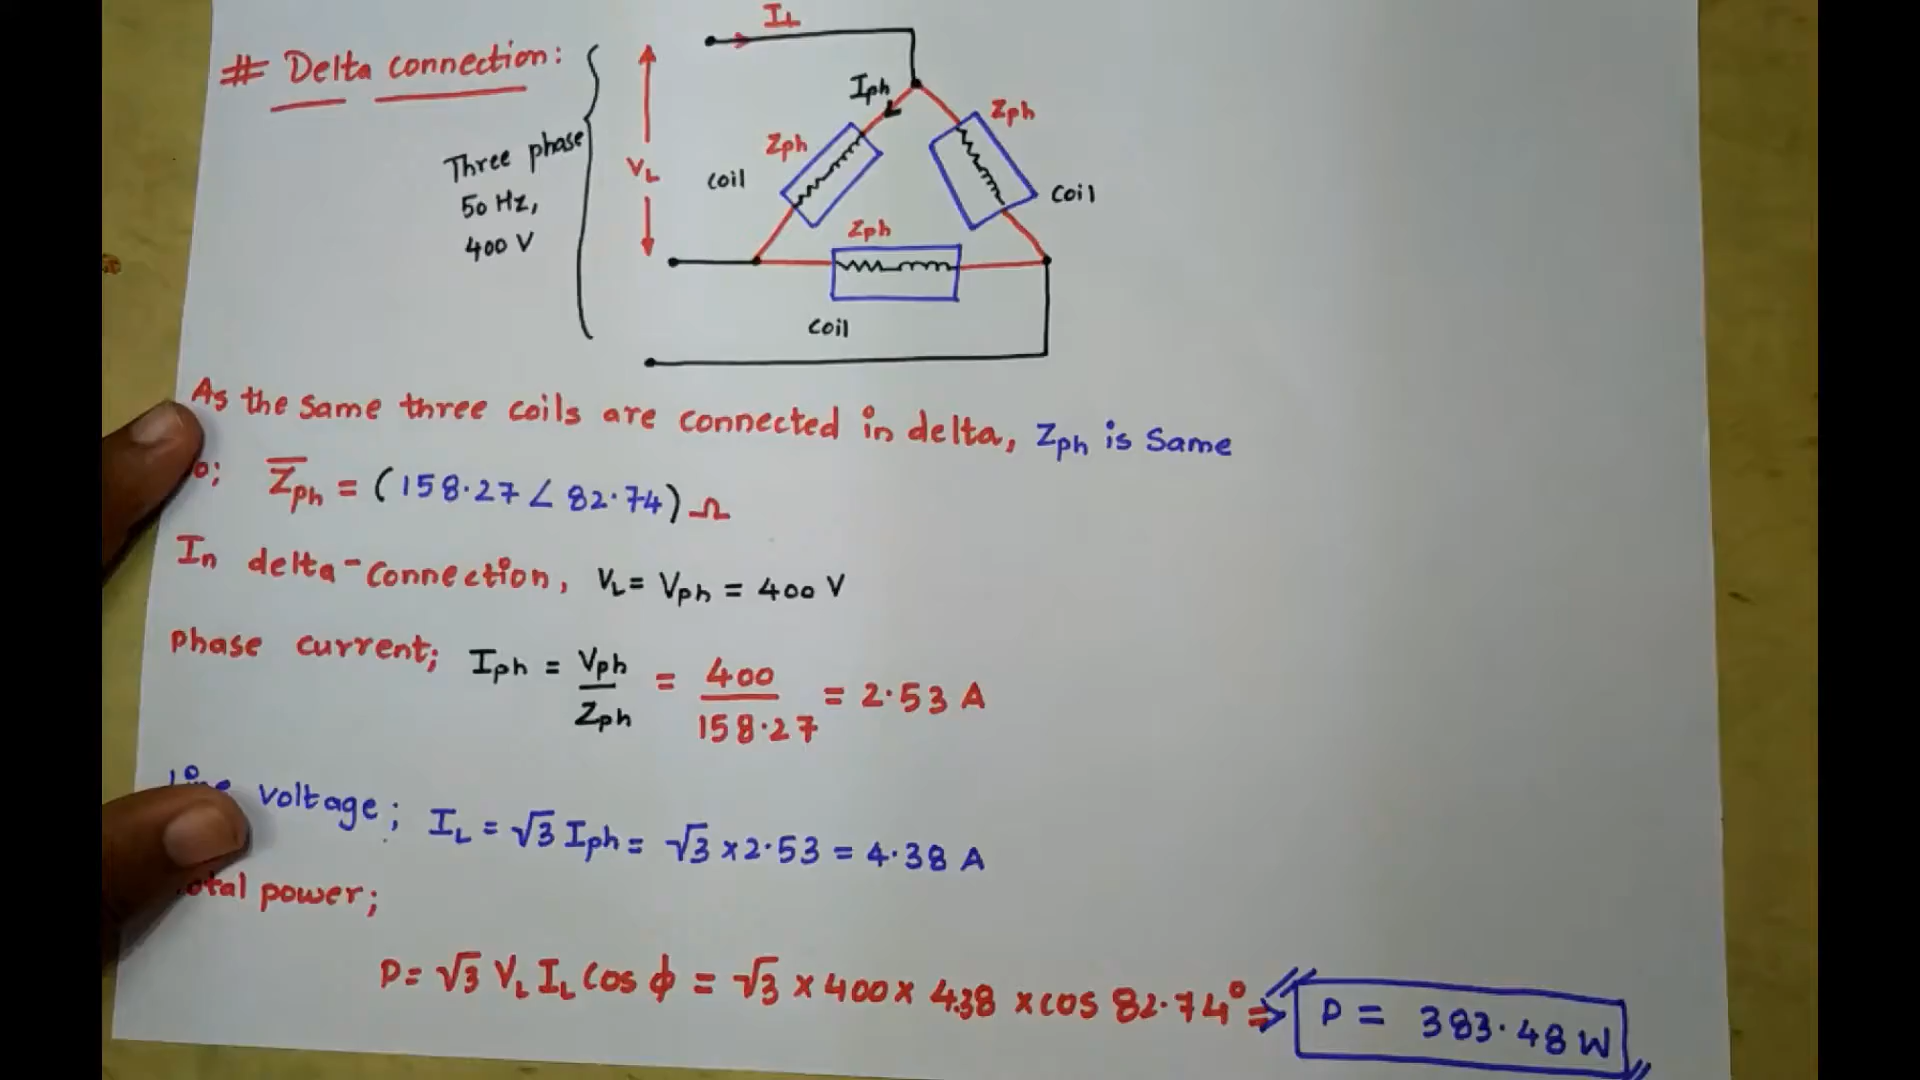 # Delta connection:
Three phase
50 Hz,
400 V
IL
VL
Iph
Zph
coil
Zph
coil
Zph
coil
As the same three coils are connected in delta, Zph is same
o; Z̅ph = (158.27 ∠ 82.74) Ω
In delta-connection, VL = Vph = 400 V
phase current; Iph = Vph/Zph = 400/158.27 = 2.53 A
voltage; IL = √3 Iph = √3 × 2.53 = 4.38 A
otal power;
P = √3 VL IL cos ϕ = √3 × 400 × 4.38 × cos 82.74° ⇒ P = 383.48 W